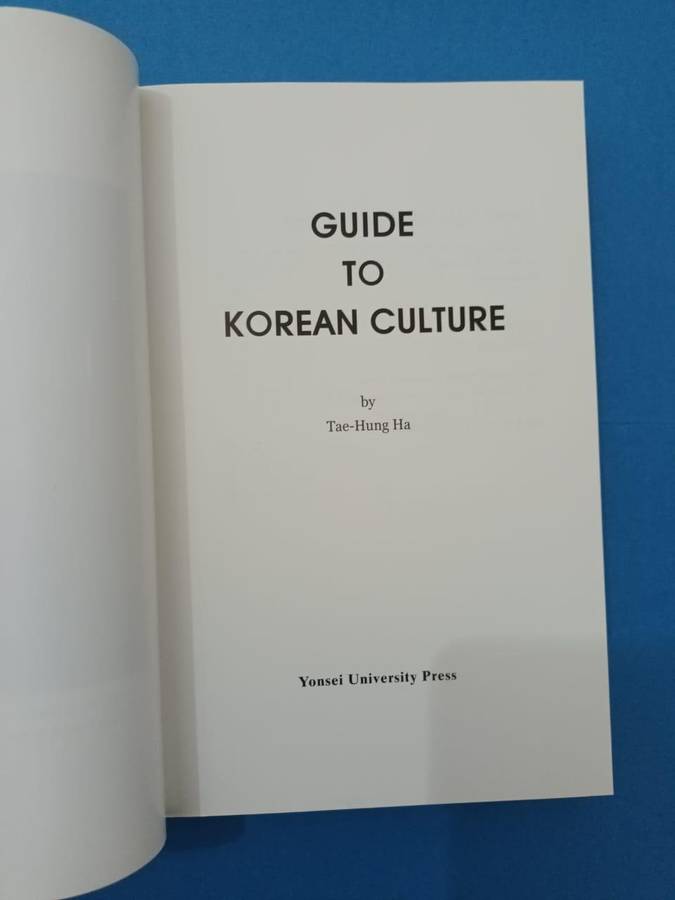 GUIDE
TO
KOREAN CULTURE
by
Tae-Hung Ha
Yonsei University Press